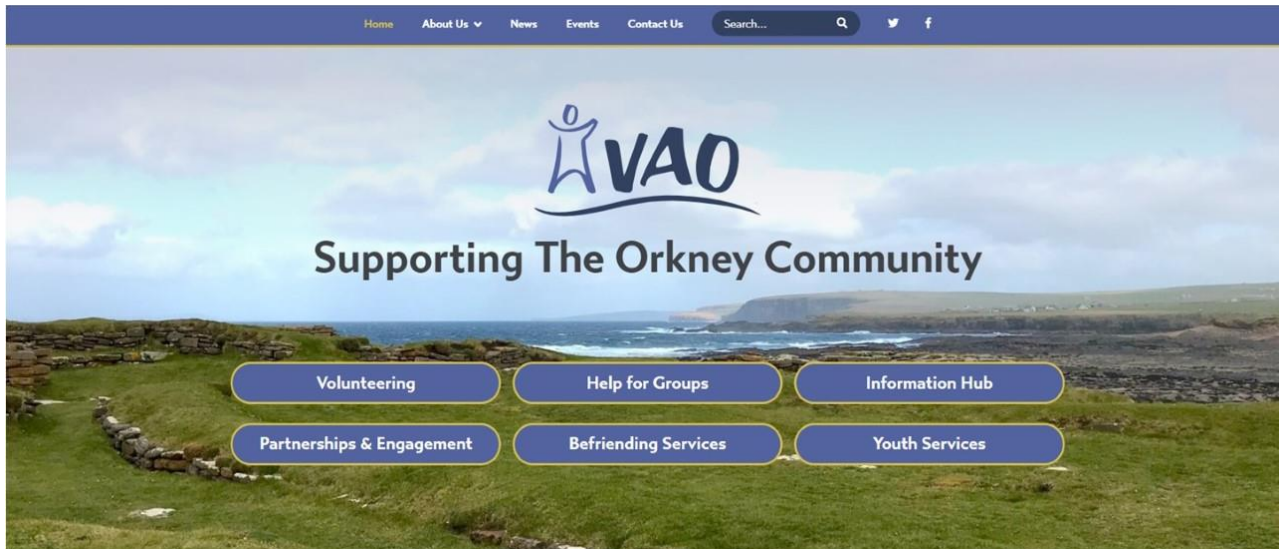 Home About Us News Events Contact Us Search...
VAO
Supporting The Orkney Community
Volunteering Help for Groups Information Hub
Partnerships & Engagement Befriending Services Youth Services